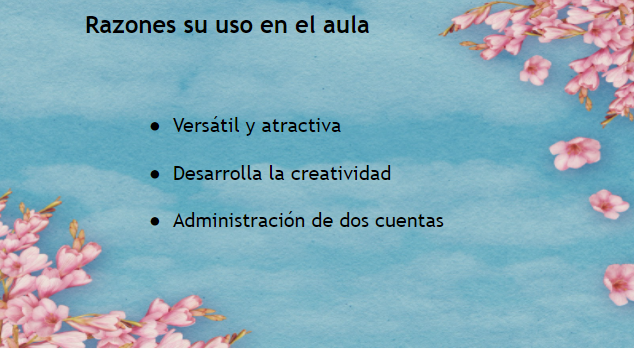 Razones su uso en el aula
● Versátil y atractiva
● Desarrolla la creatividad
● Administración de dos cuentas